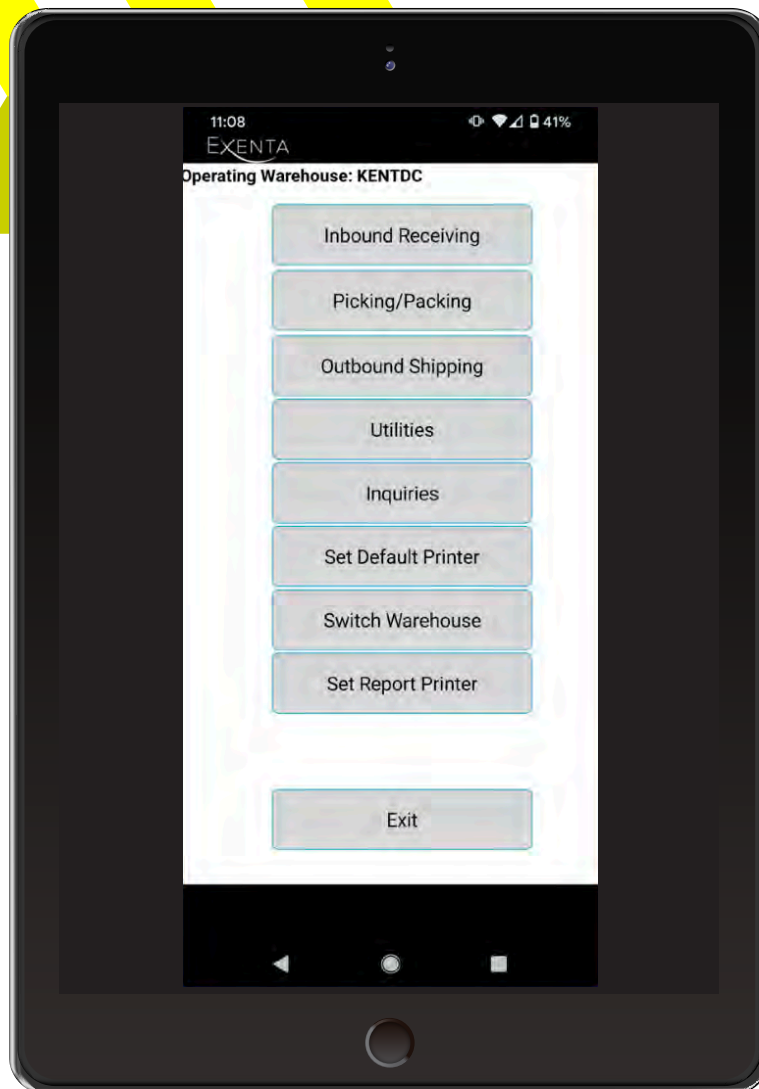 11:08 41%
EXENTA
Operating Warehouse: KENTDC
Inbound Receiving
Picking/Packing
Outbound Shipping
Utilities
Inquiries
Set Default Printer
Switch Warehouse
Set Report Printer
Exit